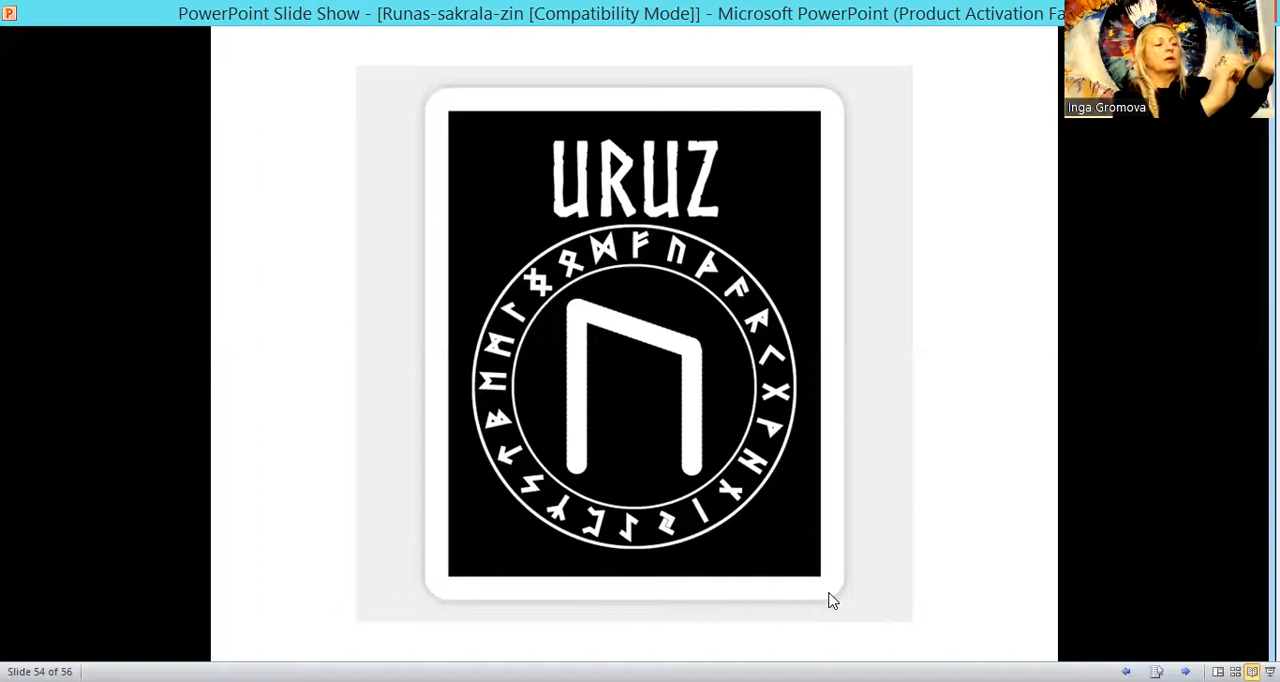 PowerPoint Slide Show - [Runas-sakrala-zin [Compatibility Mode]] - Microsoft PowerPoint (Product Activation Fa
Inga Gromova
URUZ
ᚠᚢᚦᚨᚱᚲᚷᚹᚺᚾᛁᛃᛇᛈᛉᛊᛏᛒᛖᛗᛚᛝᛟᛞ
ᚢ
Slide 54 of 56